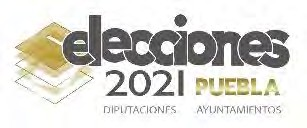 elecciones
2021 PUEBLA
DIPUTACIONES AYUNTAMIENTOS